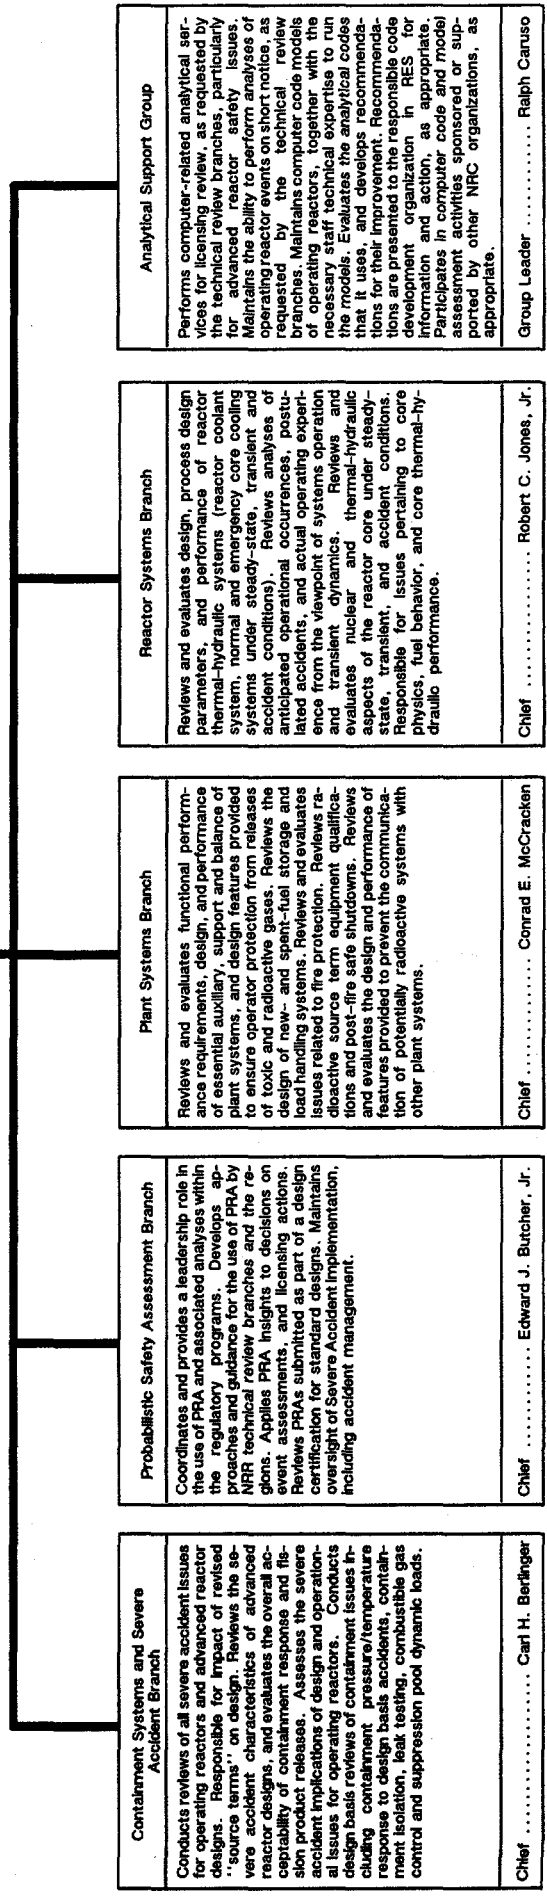 Containment Systems and Severe
Accident Branch
Conducts reviews of all severe accident issues
for operating reactors and advanced reactor
designs. Responsible for impact of revised
"source terms" on design. Reviews the se-
vere accident characteristics of advanced
reactor designs, and evaluates the overall ac-
ceptability of containment response and fis-
sion product releases. Assesses the severe
accident implications of design and operation-
al issues for operating reactors. Conducts
design basis reviews of containment issues in-
cluding containment pressure/temperature
response to design basis accidents, contain-
ment isolation, leak testing, combustible gas
control and suppression pool dynamic loads.
Chief .................... Carl H. Berlinger
Probabilistic Safety Assessment Branch
Coordinates and provides a leadership role in
the use of PRA and associated analyses within
the regulatory programs. Develops ap-
proaches and guidance for the use of PRA by
NRR technical review branches and the re-
gions. Applies PRA insights to decisions on
event assessments, and licensing actions.
Reviews PRAs submitted as part of a design
certification for standard designs. Maintains
oversight of Severe Accident Implementation,
including accident management.
Chief ............ Edward J. Butcher, Jr.
Plant Systems Branch
Reviews and evaluates functional perform-
ance requirements, design, and performance
of essential auxiliary, support and balance of
plant systems, and design features provided
to ensure operator protection from releases
of toxic and radioactive gases. Reviews the
design of new- and spent-fuel storage and
load handling systems. Reviews and evaluates
issues related to fire protection. Reviews ra-
dioactive source term equipment qualifica-
tions and post-fire safe shutdowns. Reviews
and evaluates the design and performance of
features provided to prevent the communica-
tion of potentially radioactive systems with
other plant systems.
Chief ............... Conrad E. McCracken
Reactor Systems Branch
Reviews and evaluates design, process design
parameters, and performance of reactor
thermal-hydraulic systems (reactor coolant
system, normal and emergency core cooling
systems under steady-state, transient and
accident conditions). Reviews analyses of
anticipated operational occurrences, postu-
lated accidents, and actual operating experi-
ence from the viewpoint of systems operation
and transient dynamics. Reviews and
evaluates nuclear and thermal-hydraulic
aspects of the reactor core under steady-
state, transient, and accident conditions.
Responsible for issues pertaining to core
physics, fuel behavior, and core thermal-hy-
draulic performance.
Chief ................ Robert C. Jones, Jr.
Analytical Support Group
Performs computer-related analytical ser-
vices for licensing review, as requested by
the technical review branches, particularly
for advanced reactor safety issues.
Maintains the ability to perform analyses of
operating reactor events on short notice, as
requested by the technical review
branches. Maintains computer code models
of operating reactors, together with the
necessary staff technical expertise to run
the models. Evaluates the analytical codes
that it uses, and develops recommenda-
tions for their improvement. Recommenda-
tions are presented to the responsible code
development organization in RES for
information and action, as appropriate.
Participates in computer code and model
assessment activities sponsored or sup-
ported by other NRC organizations, as
appropriate.
Group Leader ............ Ralph Caruso